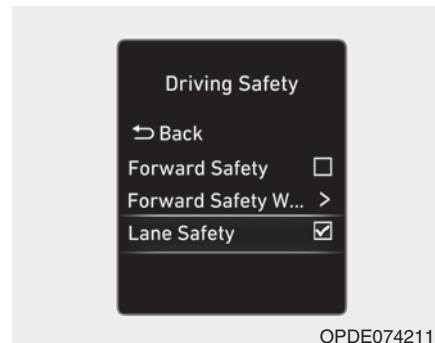 Driving Safety
Back
Forward Safety
Forward Safety W... >
Lane Safety
OPDE074211